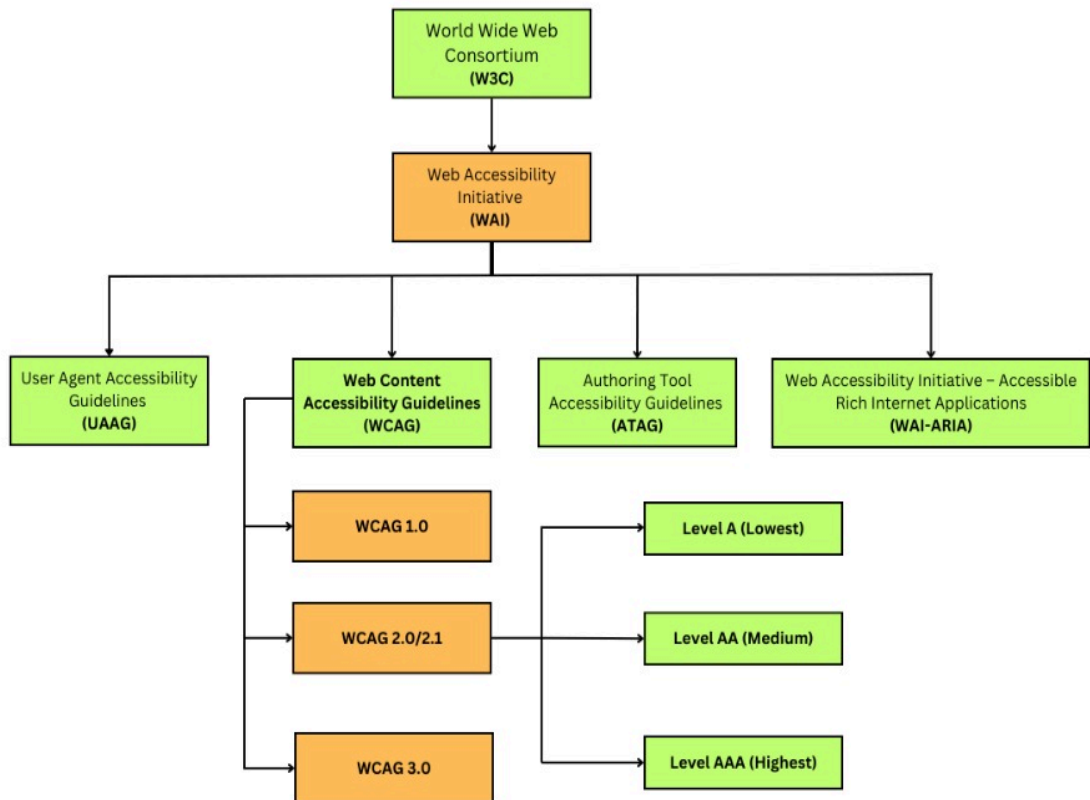 World Wide Web
Consortium
(W3C)
Web Accessibility
Initiative
(WAI)
User Agent Accessibility
Guidelines
(UAAG)
Web Content
Accessibility Guidelines
(WCAG)
Authoring Tool
Accessibility Guidelines
(ATAG)
Web Accessibility Initiative – Accessible
Rich Internet Applications
(WAI-ARIA)
WCAG 1.0
Level A (Lowest)
WCAG 2.0/2.1
Level AA (Medium)
WCAG 3.0
Level AAA (Highest)